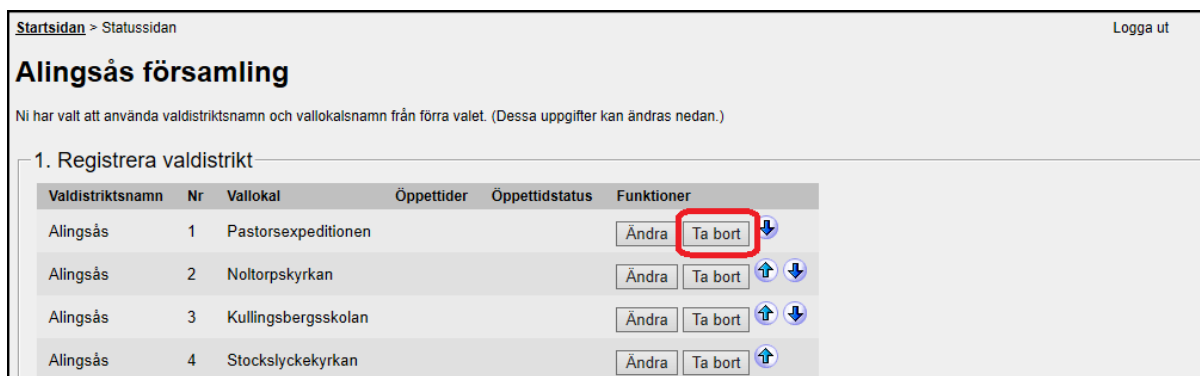 Startsidan > Statussidan Logga ut
Alingsås församling
Ni har valt att använda valdistriktsnamn och vallokalsnamn från förra valet. (Dessa uppgifter kan ändras nedan.)
1. Registrera valdistrikt
Valdistriktsnamn Nr Vallokal Öppettider Öppettidstatus Funktioner
Alingsås 1 Pastorsexpeditionen Ändra Ta bort
Alingsås 2 Noltorpskyrkan Ändra Ta bort
Alingsås 3 Kullingsbergsskolan Ändra Ta bort
Alingsås 4 Stockslyckekyrkan Ändra Ta bort